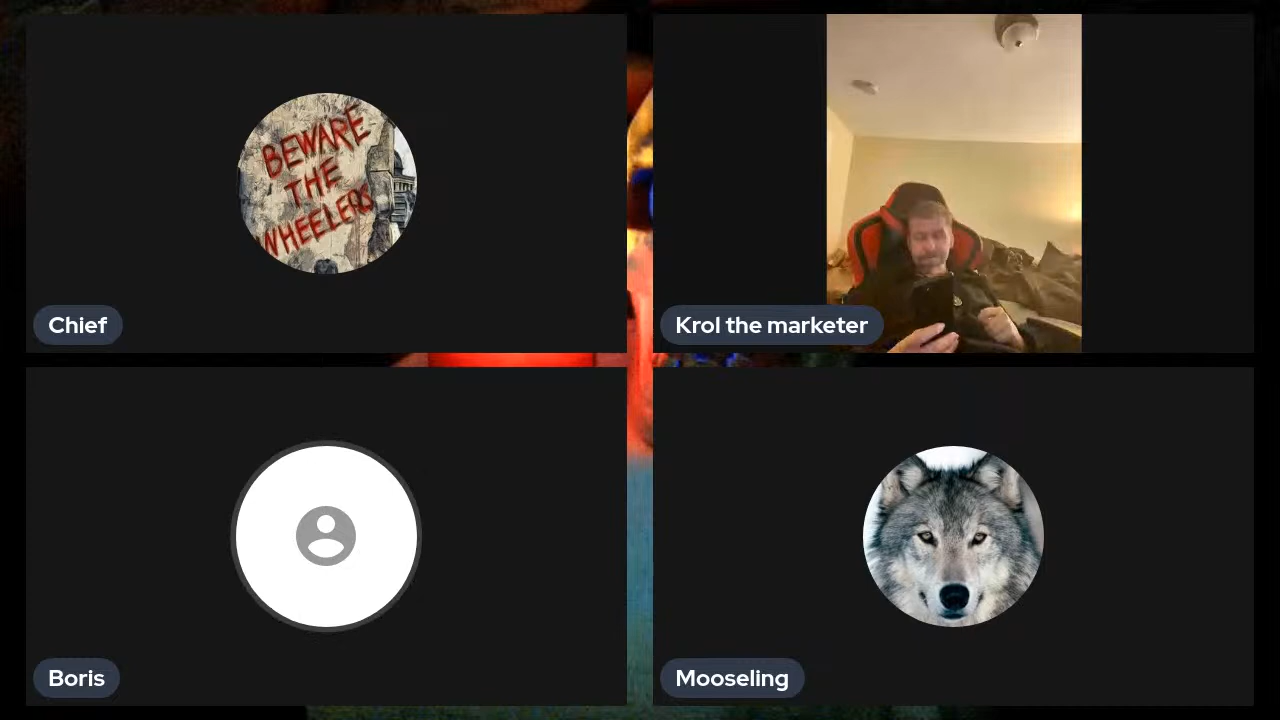 BEWARE
THE
WHEELERS
Chief
Krol the marketer
Boris
Mooseling